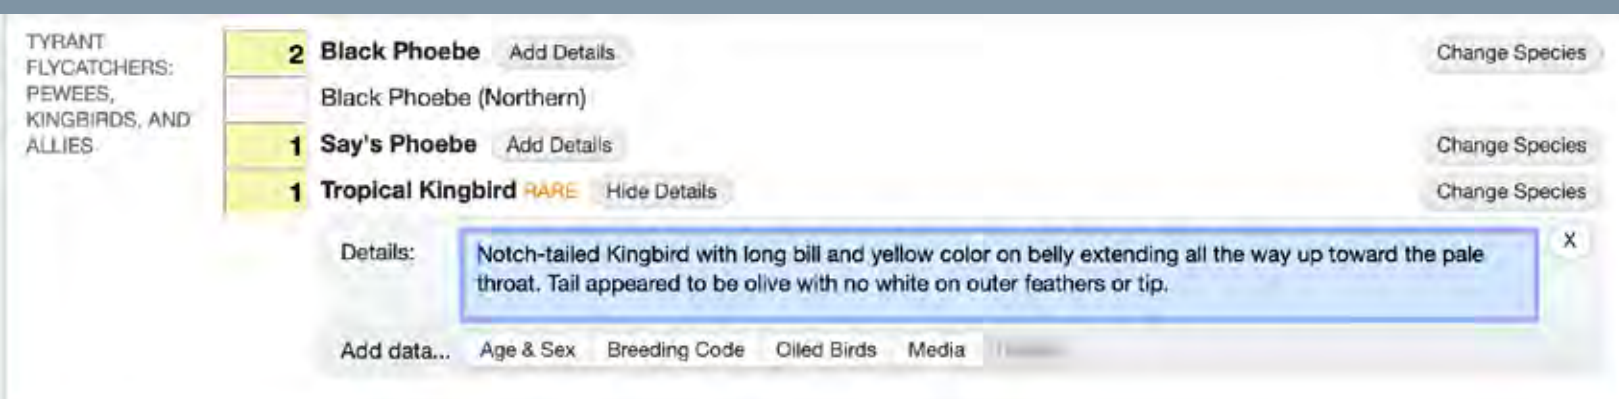 TYRANT
FLYCATCHERS:
PEWEES,
KINGBIRDS, AND
ALLIES
2 Black Phoebe Add Details Change Species
Black Phoebe (Northern)
1 Say's Phoebe Add Details Change Species
1 Tropical Kingbird RARE Hide Details Change Species
Details: Notch-tailed Kingbird with long bill and yellow color on belly extending all the way up toward the pale X
throat. Tail appeared to be olive with no white on outer feathers or tip.
Add data... Age & Sex Breeding Code Oiled Birds Media